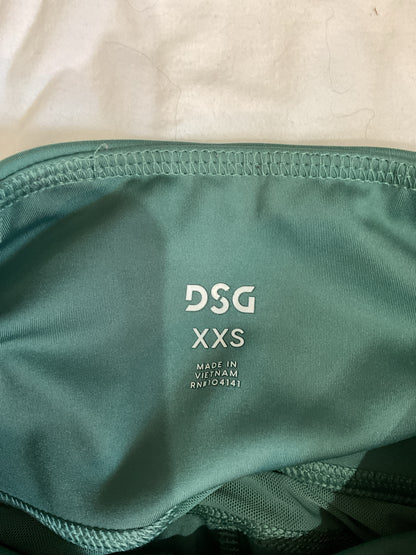 DSG
XXS
MADE IN
VIETNAM
RN#104141